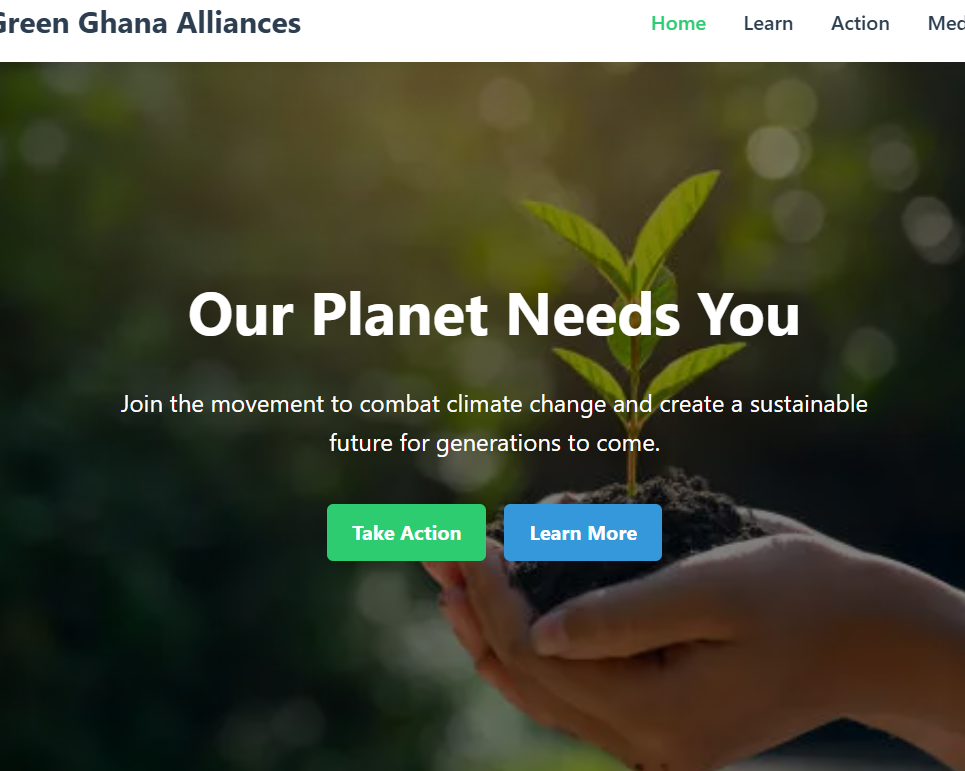 Green Ghana Alliances
Home Learn Action Med
Our Planet Needs You
Join the movement to combat climate change and create a sustainable
future for generations to come.
Take Action Learn More